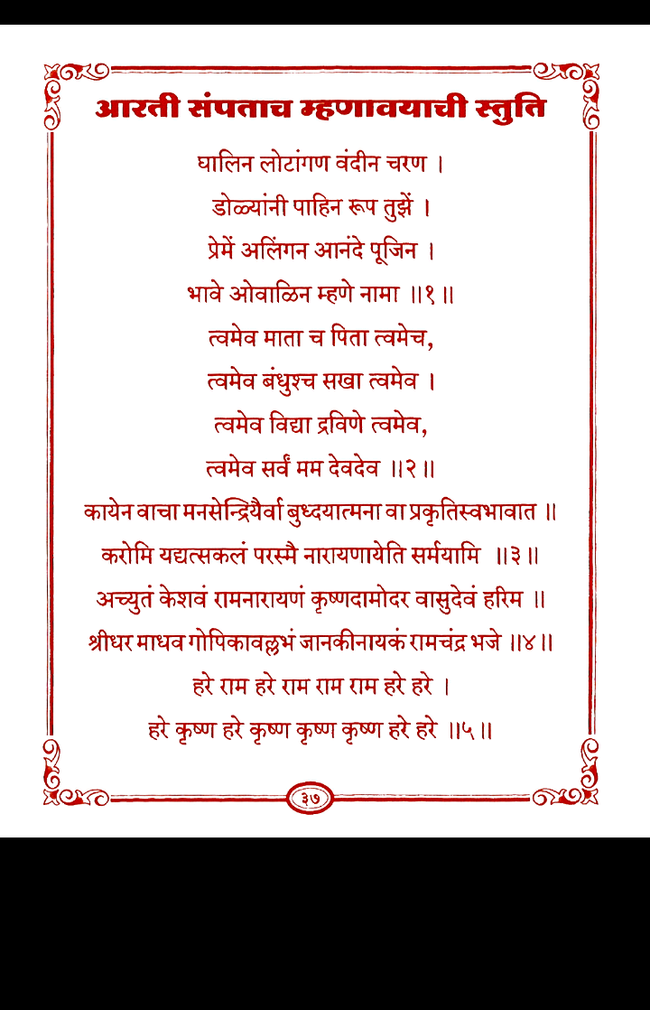 आरती संपताच म्हणावयाची स्तुति
घालिन लोटांगण वंदीन चरण ।
डोळ्यांनी पाहिन रूप तुझें ।
प्रेमें अलिंगन आनंदे पूजिन ।
भावे ओवाळिन म्हणे नामा ॥१॥
त्वमेव माता च पिता त्वमेच,
त्वमेव बंधुश्च सखा त्वमेव ।
त्वमेव विद्या द्रविणे त्वमेव,
त्वमेव सर्वं मम देवदेव ॥२॥
कायेन वाचा मनसेन्द्रियैर्वा बुध्दयात्मना वा प्रकृतिस्वभावात ॥
करोमि यद्यत्सकलं परस्मै नारायणायेति सर्मयामि ॥३॥
अच्युतं केशवं रामनारायणं कृष्णदामोदर वासुदेवं हरिम ॥
श्रीधर माधव गोपिकावल्लभं जानकीनायकं रामचंद्र भजे ॥४॥
हरे राम हरे राम राम राम हरे हरे ।
हरे कृष्ण हरे कृष्ण कृष्ण कृष्ण हरे हरे ॥५॥
३७